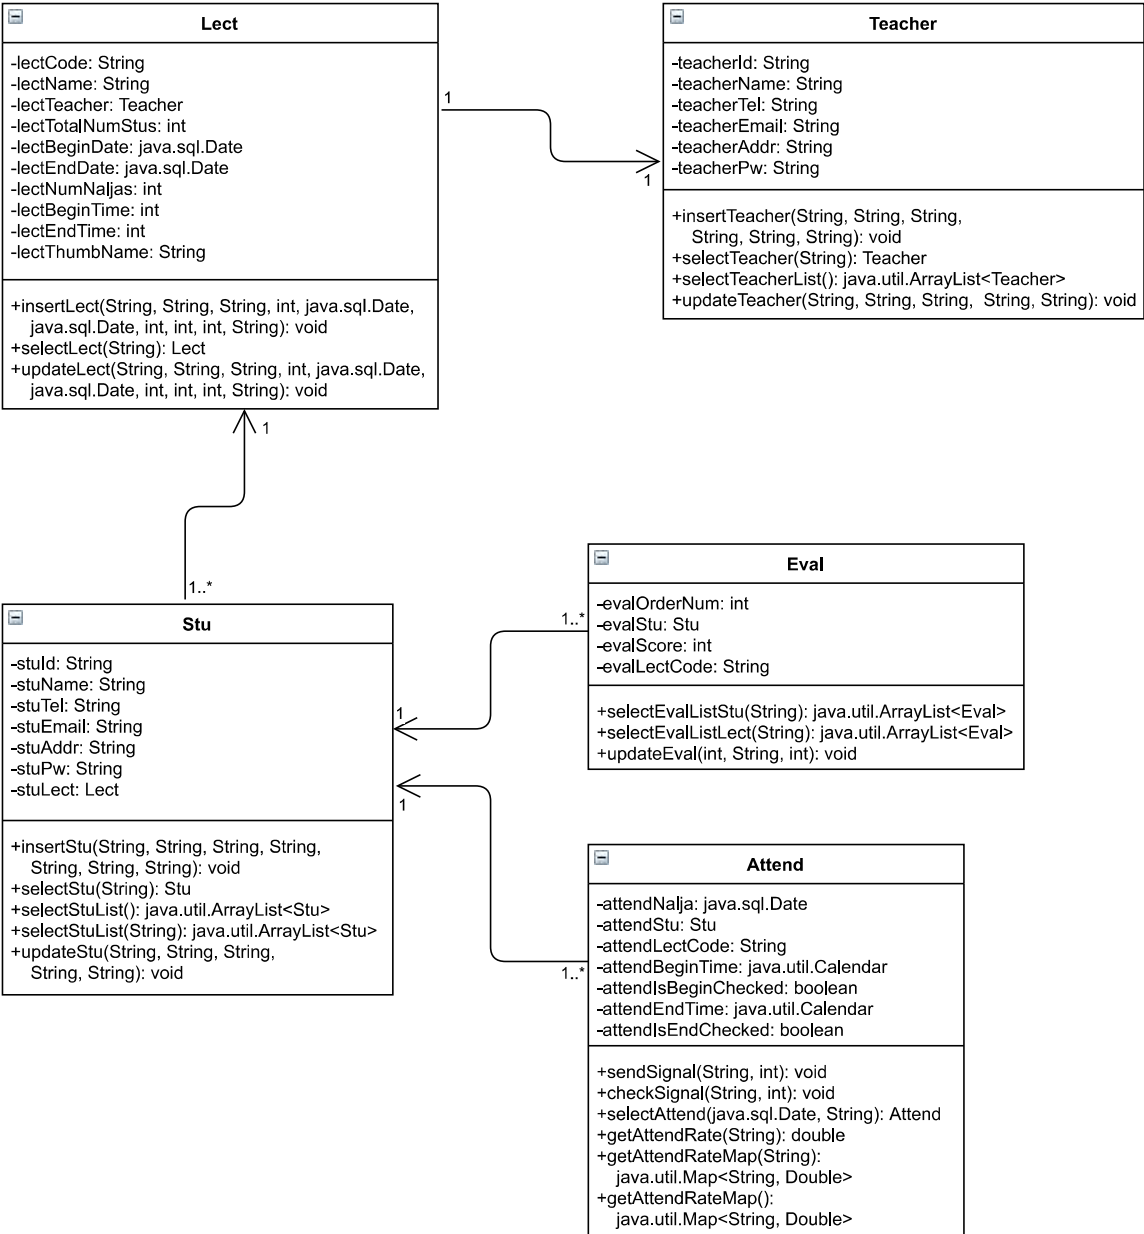 Lect
-lectCode: String
-lectName: String
-lectTeacher: Teacher
-lectTotalNumStus: int
-lectBeginDate: java.sql.Date
-lectEndDate: java.sql.Date
-lectNumNaljas: int
-lectBeginTime: int
-lectEndTime: int
-lectThumbName: String
+insertLect(String, String, String, int, java.sql.Date,
java.sql.Date, int, int, int, String): void
+selectLect(String): Lect
+updateLect(String, String, String, int, java.sql.Date,
java.sql.Date, int, int, int, String): void
1
1
Teacher
-teacherId: String
-teacherName: String
-teacherTel: String
-teacherEmail: String
-teacherAddr: String
-teacherPw: String
+insertTeacher(String, String, String,
String, String, String): void
+selectTeacher(String): Teacher
+selectTeacherList(): java.util.ArrayList<Teacher>
+updateTeacher(String, String, String, String, String): void
1
1..*
Stu
-stuId: String
-stuName: String
-stuTel: String
-stuEmail: String
-stuAddr: String
-stuPw: String
-stuLect: Lect
+insertStu(String, String, String, String,
String, String, String): void
+selectStu(String): Stu
+selectStuList(): java.util.ArrayList<Stu>
+selectStuList(String): java.util.ArrayList<Stu>
+updateStu(String, String, String,
String, String): void
1
1..*
Eval
-evalOrderNum: int
-evalStu: Stu
-evalScore: int
-evalLectCode: String
+selectEvalListStu(String): java.util.ArrayList<Eval>
+selectEvalListLect(String): java.util.ArrayList<Eval>
+updateEval(int, String, int): void
1
1..*
Attend
-attendNalja: java.sql.Date
-attendStu: Stu
-attendLectCode: String
-attendBeginTime: java.util.Calendar
-attendIsBeginChecked: boolean
-attendEndTime: java.util.Calendar
-attendIsEndChecked: boolean
+sendSignal(String, int): void
+checkSignal(String, int): void
+selectAttend(java.sql.Date, String): Attend
+getAttendRate(String): double
+getAttendRateMap(String):
java.util.Map<String, Double>
+getAttendRateMap():
java.util.Map<String, Double>